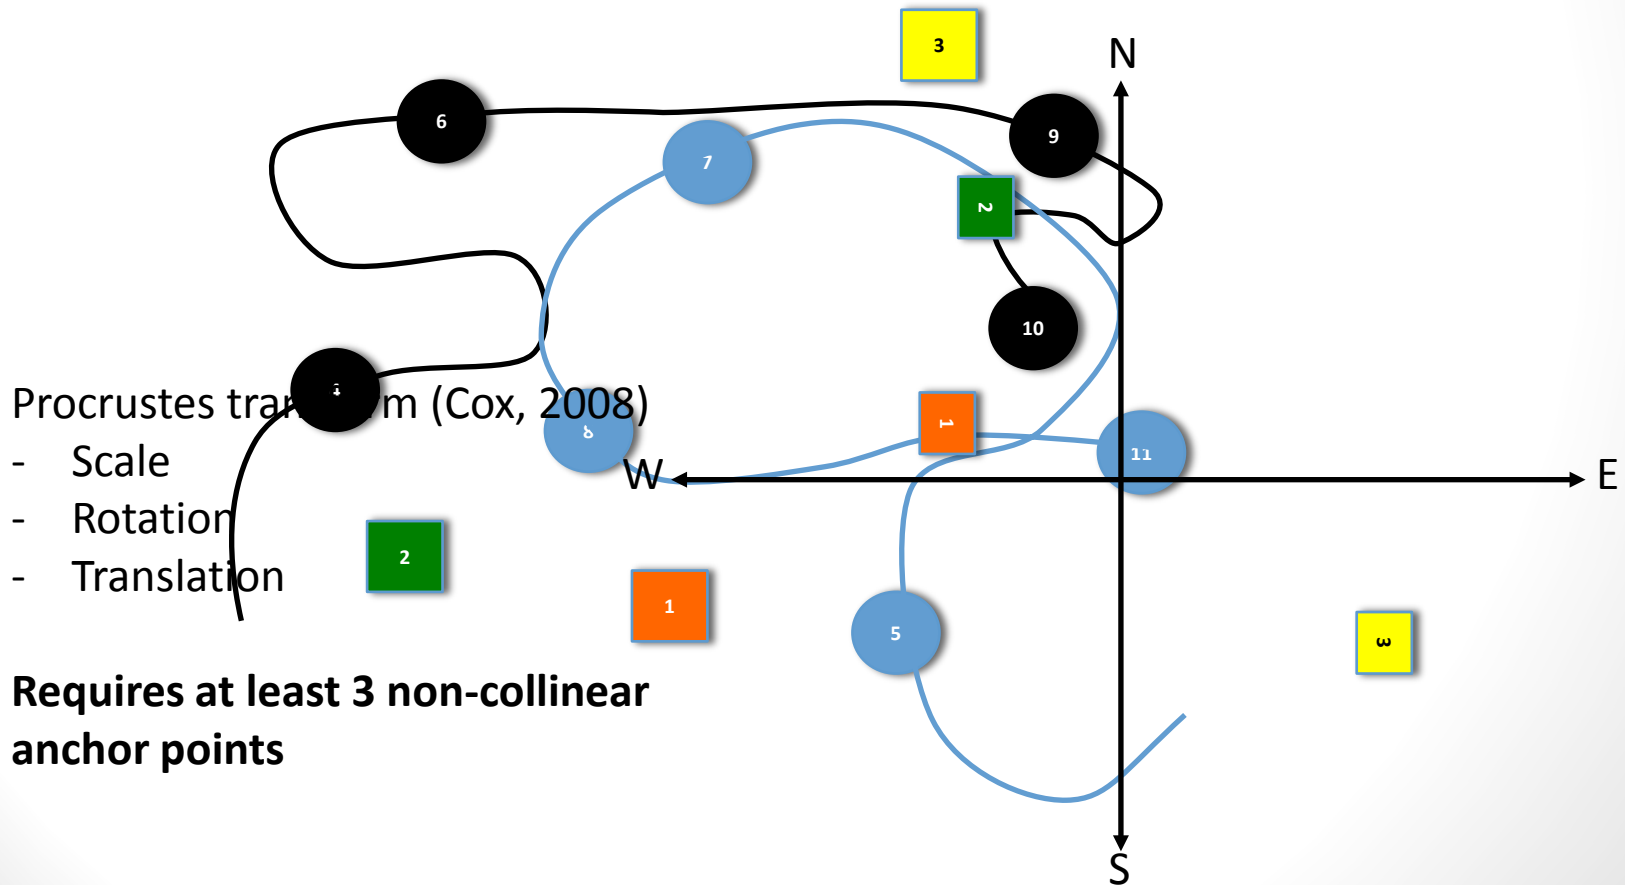 3
N
6
9
7
2
10
Procrustes (Cox, 2008)
1
8
11
- Scale
W
E
- Rotation
2
- Translation
1
5
3
Requires at least 3 non-collinear
anchor points
S